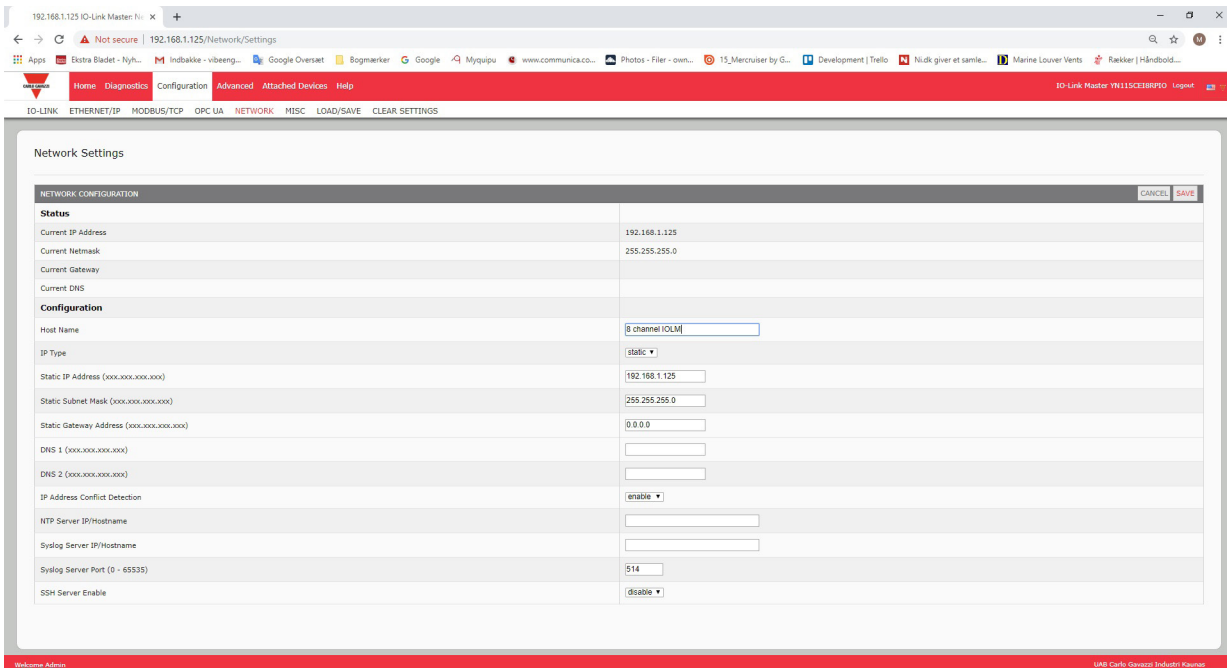 192.168.1.125 IO-Link Master: Ne
Not secure 192.168.1.125/Network/Settings
Apps Ekstra Bladet - Nyh... Indbakke - vibeeng... Google Oversæt Bogmærker Google Myquipu www.communica.co... Photos - Filer - own... 15_Mercruiser by G... Development | Trello Ni.dk giver et samle... Marine Louver Vents Rækker | Håndbold....
CARLO GAVAZZI Home Diagnostics Configuration Advanced Attached Devices Help IO-Link Master YN115CEI8RPIO Logout
IO-LINK ETHERNET/IP MODBUS/TCP OPC UA NETWORK MISC LOAD/SAVE CLEAR SETTINGS
Network Settings
NETWORK CONFIGURATION CANCEL SAVE
Status
Current IP Address 192.168.1.125
Current Netmask 255.255.255.0
Current Gateway
Current DNS
Configuration
Host Name 8 channel IOLM
IP Type static
Static IP Address (xxx.xxx.xxx.xxx) 192.168.1.125
Static Subnet Mask (xxx.xxx.xxx.xxx) 255.255.255.0
Static Gateway Address (xxx.xxx.xxx.xxx) 0.0.0.0
DNS 1 (xxx.xxx.xxx.xxx)
DNS 2 (xxx.xxx.xxx.xxx)
IP Address Conflict Detection enable
NTP Server IP/Hostname
Syslog Server IP/Hostname
Syslog Server Port (0 - 65535) 514
SSH Server Enable disable
Welcome Admin UAB Carlo Gavazzi Industri Kaunas